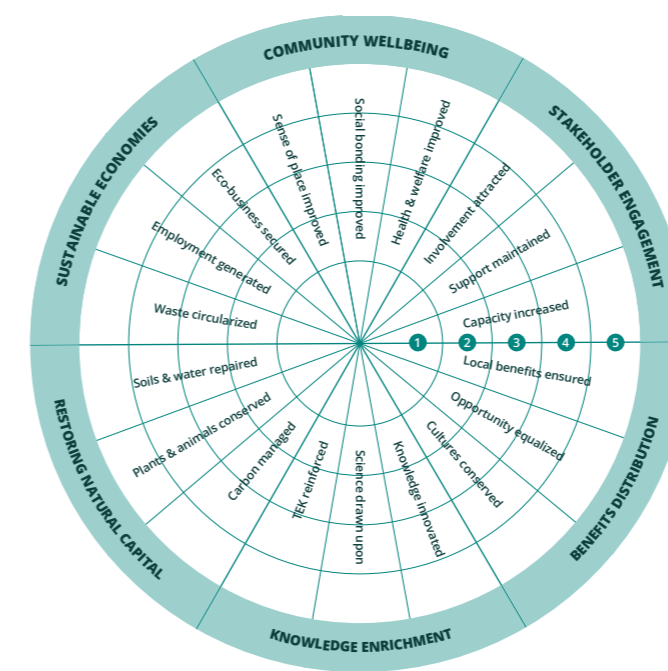 COMMUNITY WELLBEING
Sense of place improved
Social bonding improved
Health & welfare improved
STAKEHOLDER ENGAGEMENT
Involvement attracted
Support maintained
Capacity increased
1 2 3 4 5
BENEFITS DISTRIBUTION
Local benefits ensured
Opportunity equalized
Cultures conserved
KNOWLEDGE ENRICHMENT
Knowledge innovated
Science drawn upon
TEK reinforced
RESTORING NATURAL CAPITAL
Carbon managed
Plants & animals conserved
Soils & water repaired
SUSTAINABLE ECONOMIES
Waste circularized
Employment generated
Eco-business secured